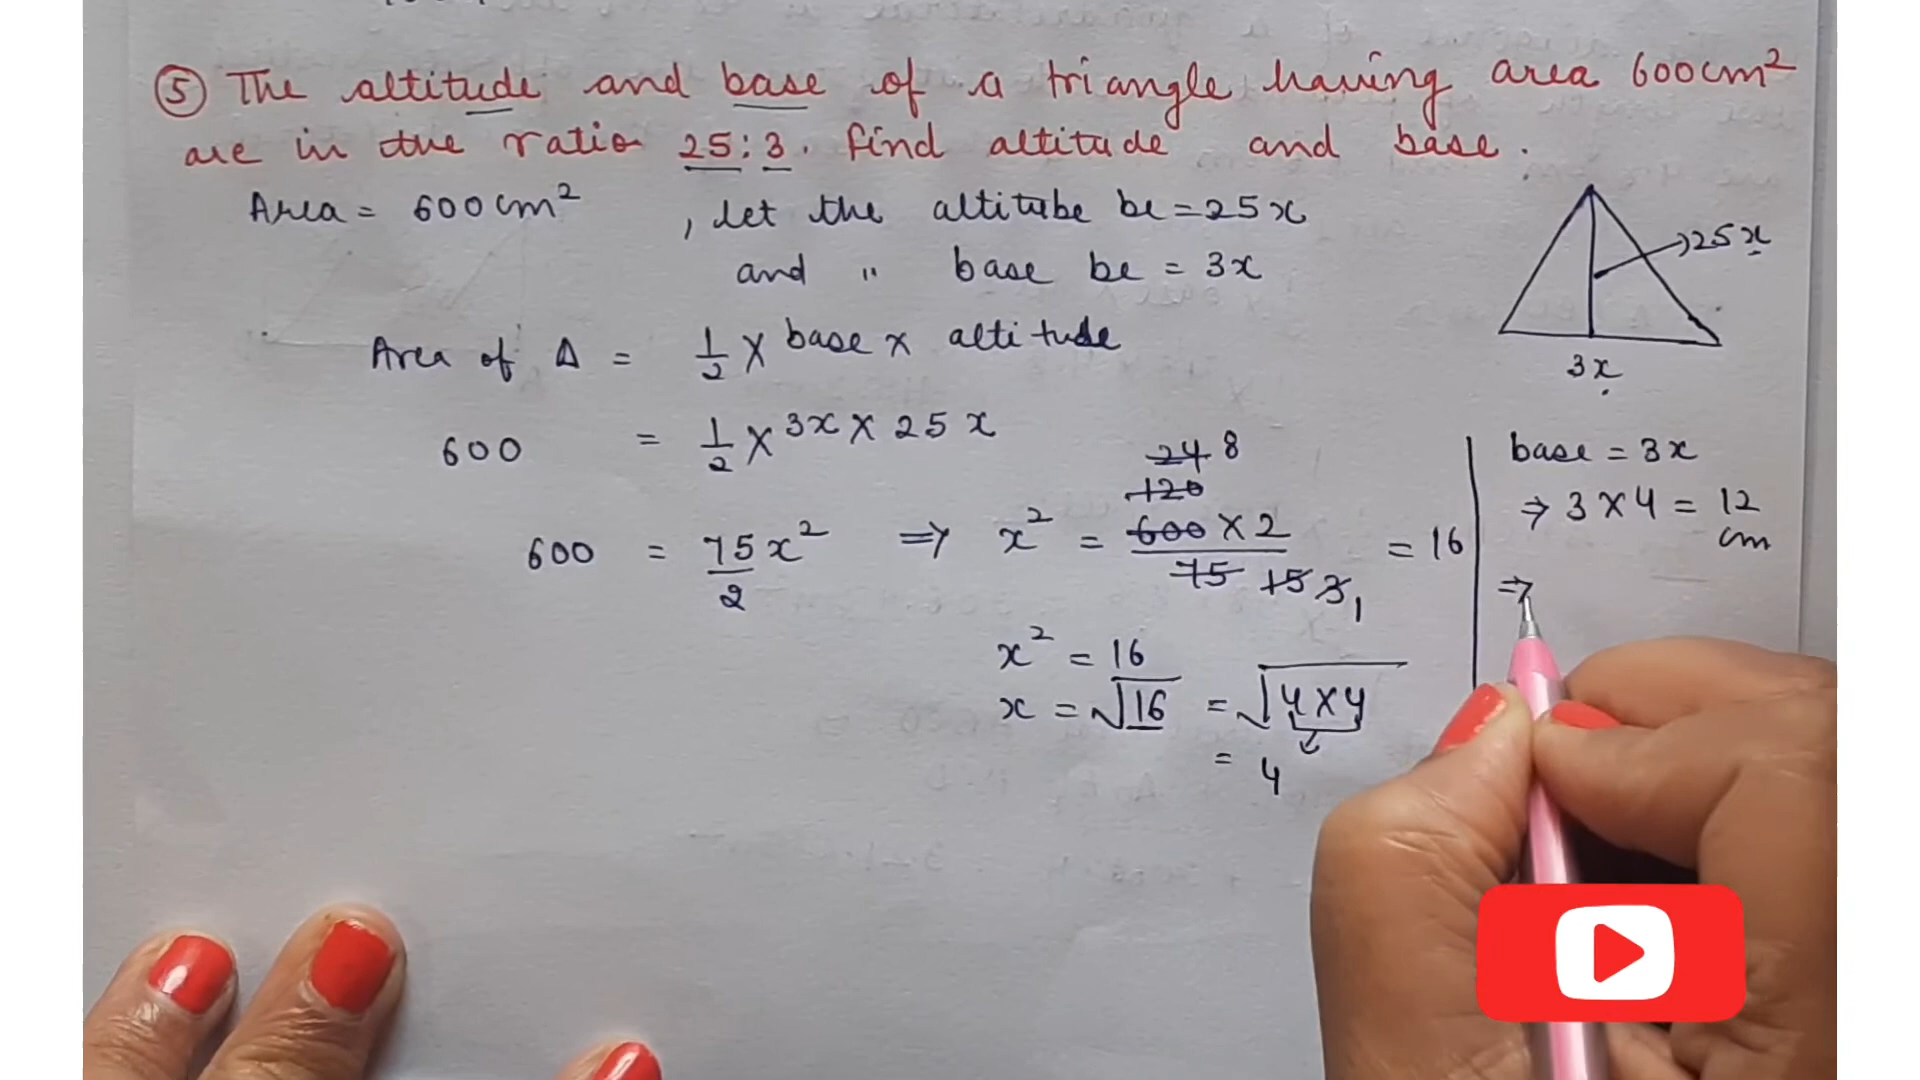 ⑤ The altitude and base of a triangle having area 600cm²
are in the ratio 25:3. find altitude and base.
Area = 600cm² , let the altitube be = 25x
and " base be = 3x
25x
3x
Area of Δ = 1/2 X base x altitude
600 = 1/2 X 3x X 25x
600 = 75x²/2 ⇒ x² = 600 X 2 / 75 15 3 1 = 16
24 8
120
x² = 16
x = √16 = √4X4
= 4
base = 3x
⇒ 3 X 4 = 12
cm
⇒